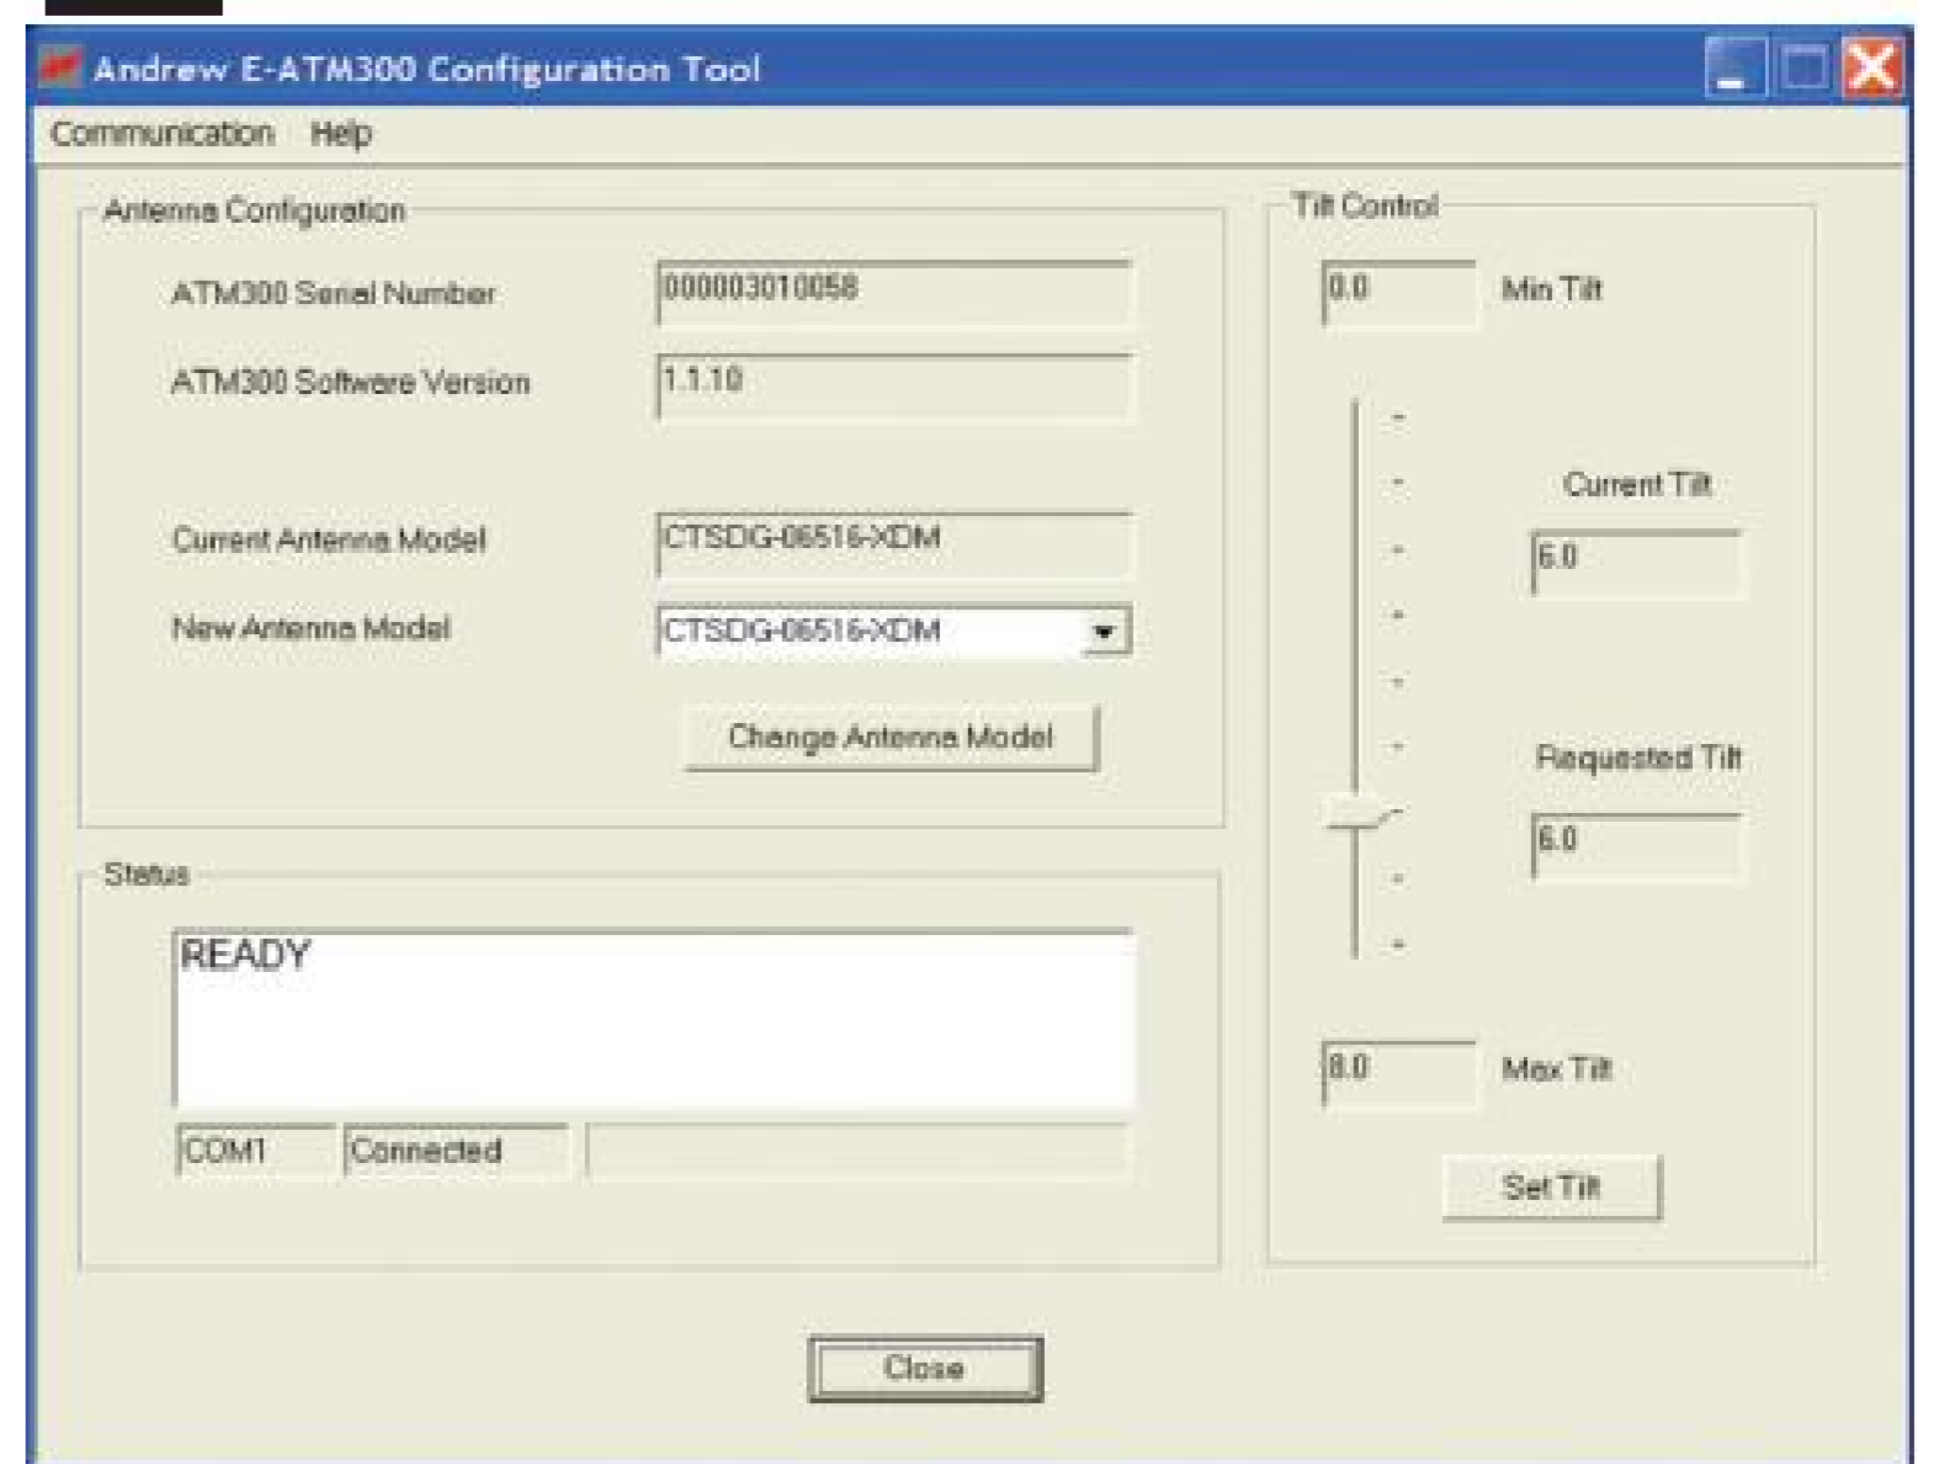 Andrew E-ATM300 Configuration Tool
Communication Help
Antenna Configuration
ATM300 Serial Number 000003010058
ATM300 Software Version 1.1.10
Current Antenna Model CTSDG-06516-XDM
New Antenna Model CTSDG-06516-XDM
Change Antenna Model
Status
READY
COM1 Connected
Tilt Control
0.0 Min Tilt
Current Tilt
6.0
Requested Tilt
6.0
8.0 Max Tilt
Set Tilt
Close